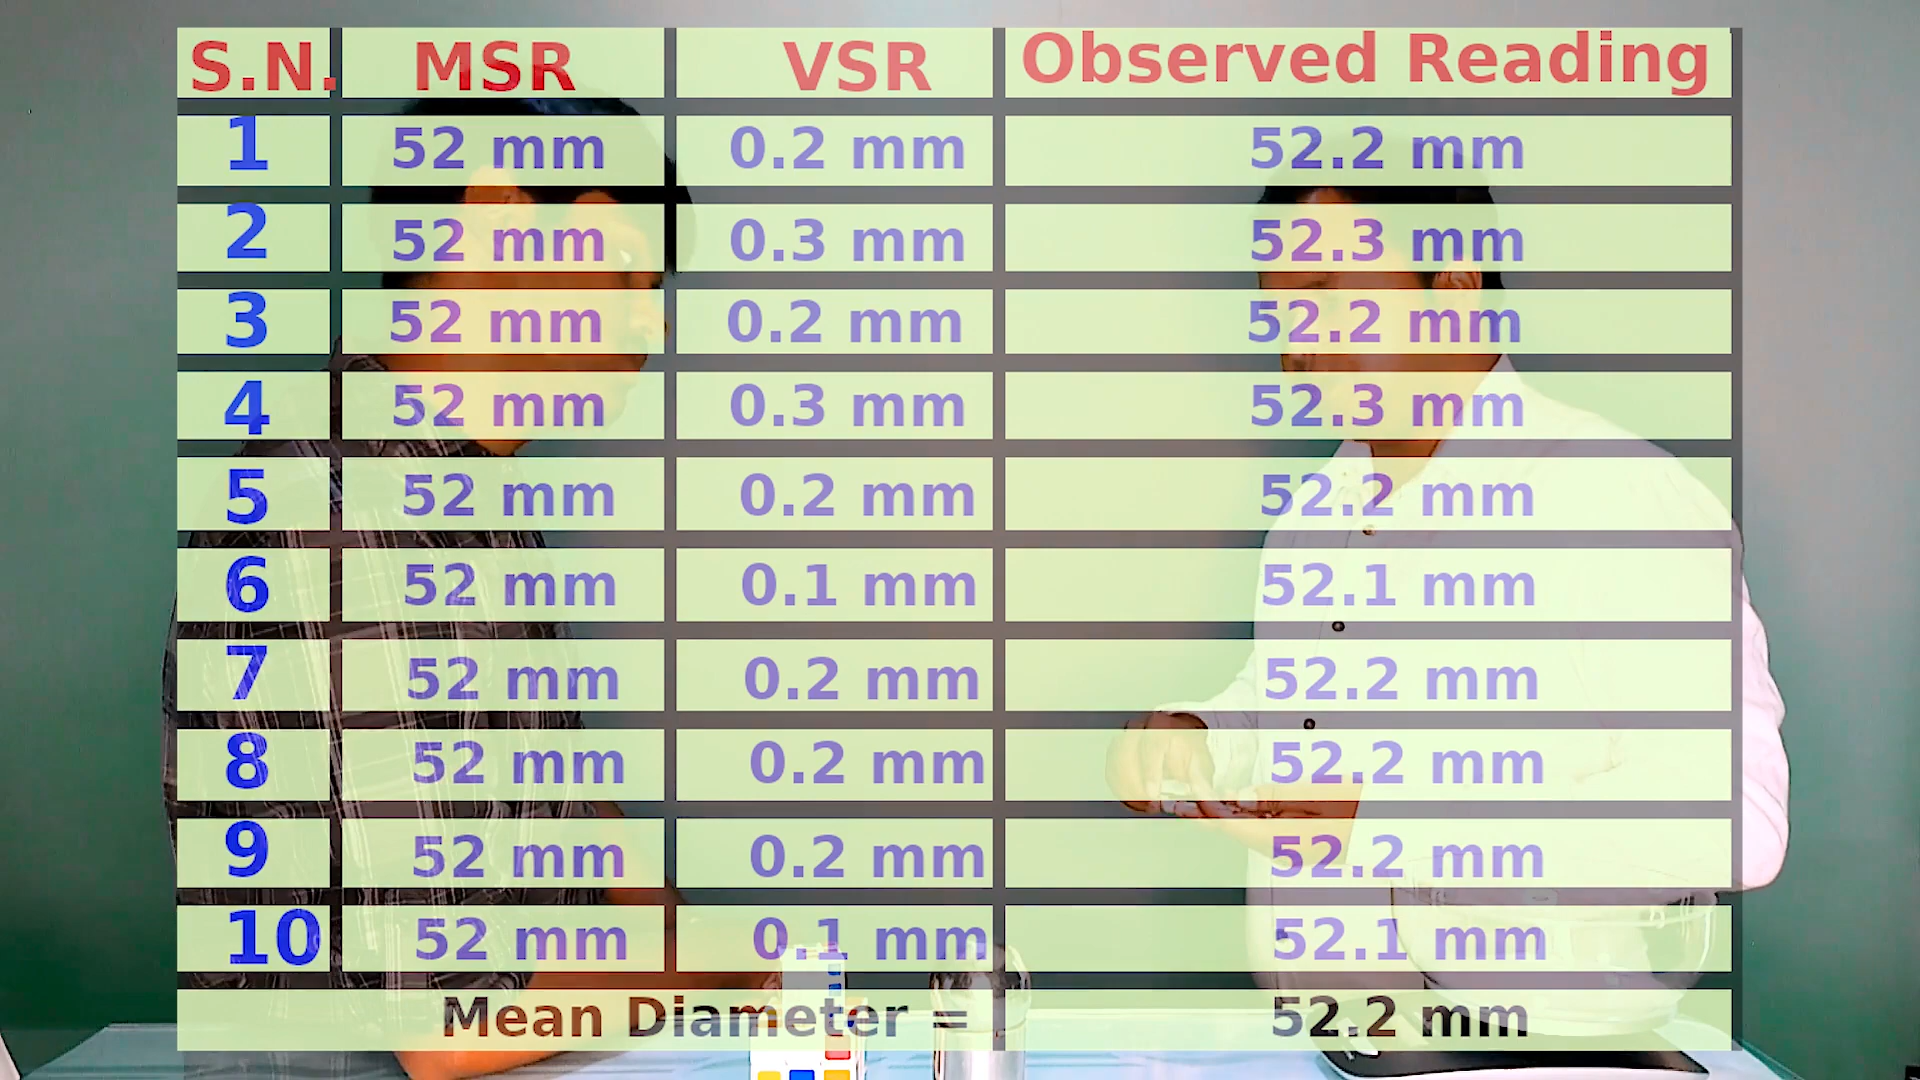 S.N. MSR VSR Observed Reading
1 52 mm 0.2 mm 52.2 mm
2 52 mm 0.3 mm 52.3 mm
3 52 mm 0.2 mm 52.2 mm
4 52 mm 0.3 mm 52.3 mm
5 52 mm 0.2 mm 52.2 mm
6 52 mm 0.1 mm 52.1 mm
7 52 mm 0.2 mm 52.2 mm
8 52 mm 0.2 mm 52.2 mm
9 52 mm 0.2 mm 52.2 mm
10 52 mm 0.1 mm 52.1 mm
Mean Diameter = 52.2 mm